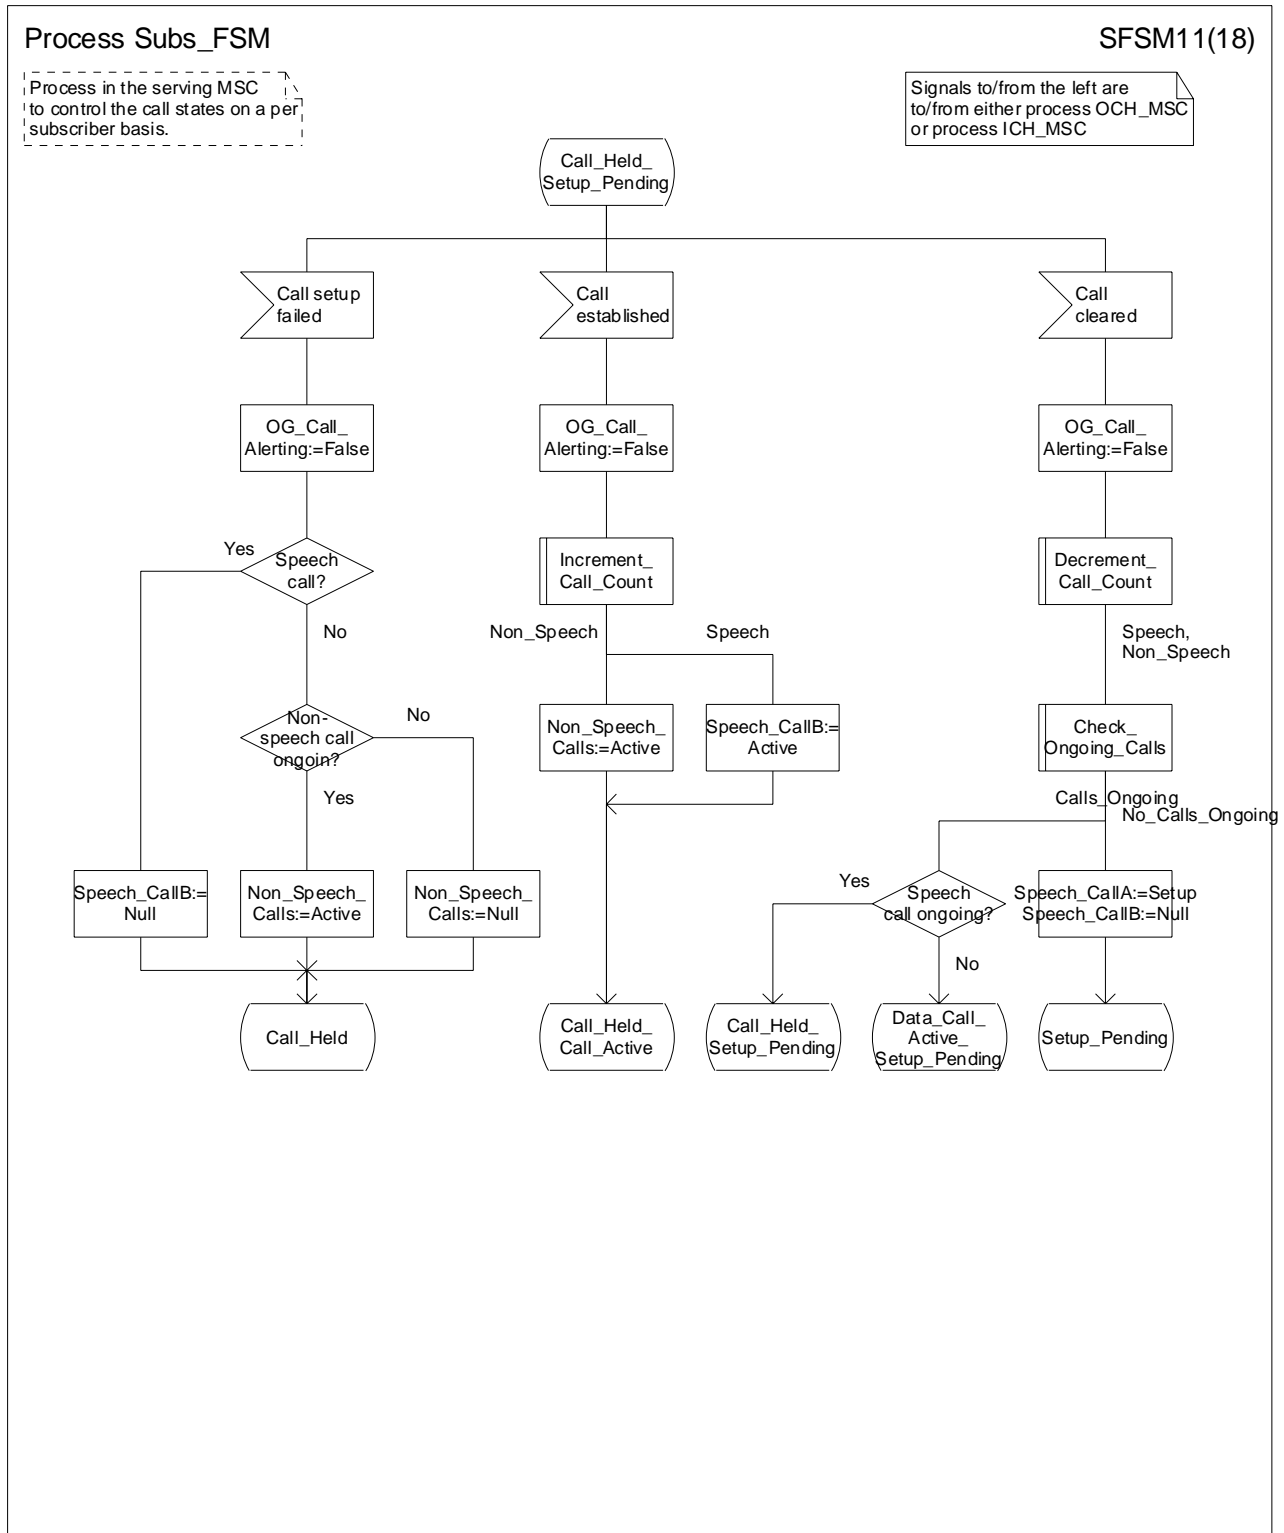 Process Subs_FSM
SFSM11(18)
Process in the serving MSC
to control the call states on a per
subscriber basis.
Signals to/from the left are
to/from either process OCH_MSC
or process ICH_MSC
Call_Held_
Setup_Pending
Call setup
failed
Call
established
Call
cleared
OG_Call_
Alerting:=False
OG_Call_
Alerting:=False
OG_Call_
Alerting:=False
Yes
Speech
call?
Increment_
Call_Count
Decrement_
Call_Count
No
Non_Speech
Speech
Speech,
Non_Speech
Non-
speech call
ongoin?
No
Non_Speech_
Calls:=Active
Speech_CallB:=
Active
Check_
Ongoing_Calls
Yes
Calls_Ongoing
No_Calls_Ongoing
Speech_CallB:=
Null
Non_Speech_
Calls:=Active
Non_Speech_
Calls:=Null
Yes
Speech
call ongoing?
Speech_CallA:=Setup
Speech_CallB:=Null
No
Call_Held
Call_Held_
Call_Active
Call_Held_
Setup_Pending
Data_Call_
Active_
Setup_Pending
Setup_Pending